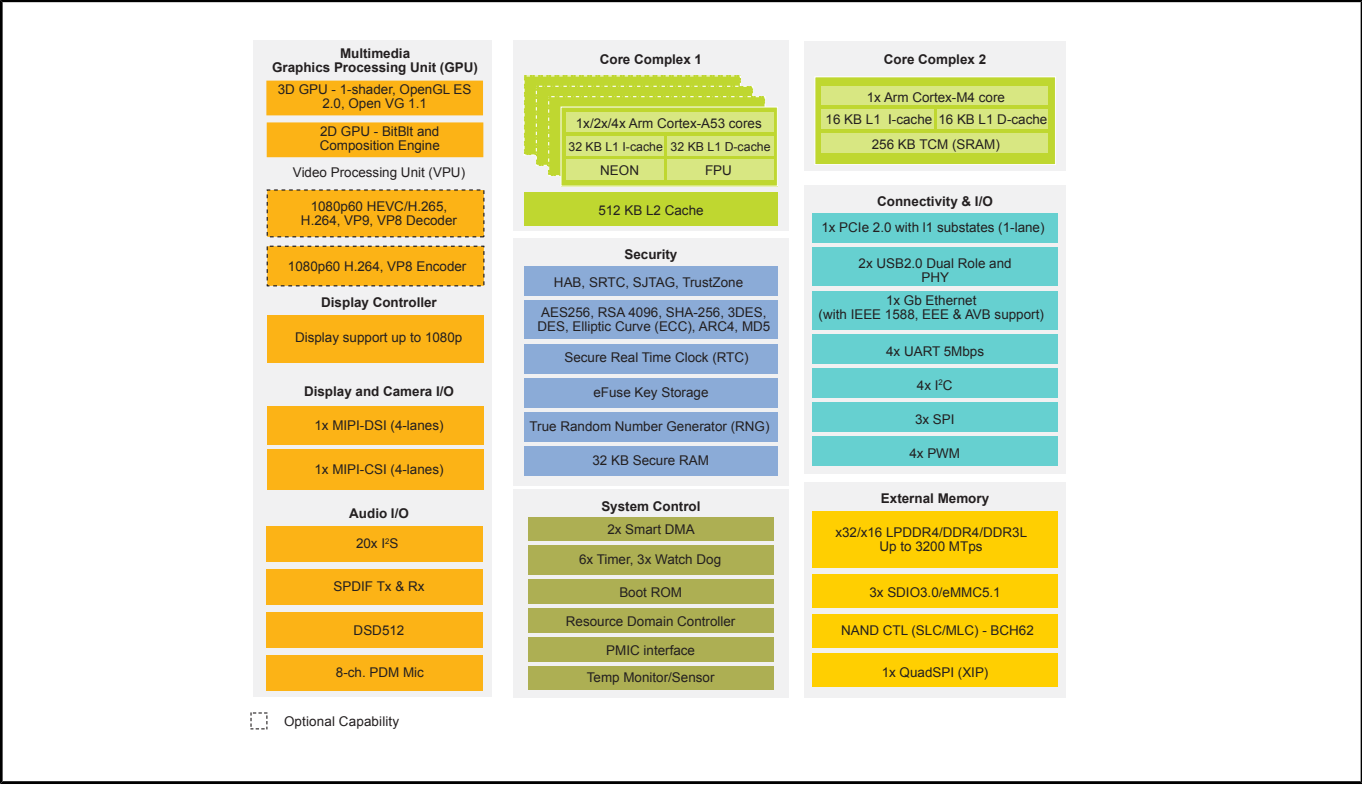 Multimedia
Graphics Processing Unit (GPU)
3D GPU - 1-shader, OpenGL ES
2.0, Open VG 1.1
2D GPU - BitBlt and
Composition Engine
Video Processing Unit (VPU)
1080p60 HEVC/H.265,
H.264, VP9, VP8 Decoder
1080p60 H.264, VP8 Encoder
Display Controller
Display support up to 1080p
Display and Camera I/O
1x MIPI-DSI (4-lanes)
1x MIPI-CSI (4-lanes)
Audio I/O
20x I²S
SPDIF Tx & Rx
DSD512
8-ch. PDM Mic
Core Complex 1
1x/2x/4x Arm Cortex-A53 cores
32 KB L1 I-cache
32 KB L1 D-cache
NEON
FPU
512 KB L2 Cache
Security
HAB, SRTC, SJTAG, TrustZone
AES256, RSA 4096, SHA-256, 3DES,
DES, Elliptic Curve (ECC), ARC4, MD5
Secure Real Time Clock (RTC)
eFuse Key Storage
True Random Number Generator (RNG)
32 KB Secure RAM
System Control
2x Smart DMA
6x Timer, 3x Watch Dog
Boot ROM
Resource Domain Controller
PMIC interface
Temp Monitor/Sensor
Core Complex 2
1x Arm Cortex-M4 core
16 KB L1 I-cache
16 KB L1 D-cache
256 KB TCM (SRAM)
Connectivity & I/O
1x PCIe 2.0 with l1 substates (1-lane)
2x USB2.0 Dual Role and
PHY
1x Gb Ethernet
(with IEEE 1588, EEE & AVB support)
4x UART 5Mbps
4x I²C
3x SPI
4x PWM
External Memory
x32/x16 LPDDR4/DDR4/DDR3L
Up to 3200 MTps
3x SDIO3.0/eMMC5.1
NAND CTL (SLC/MLC) - BCH62
1x QuadSPI (XIP)
Optional Capability